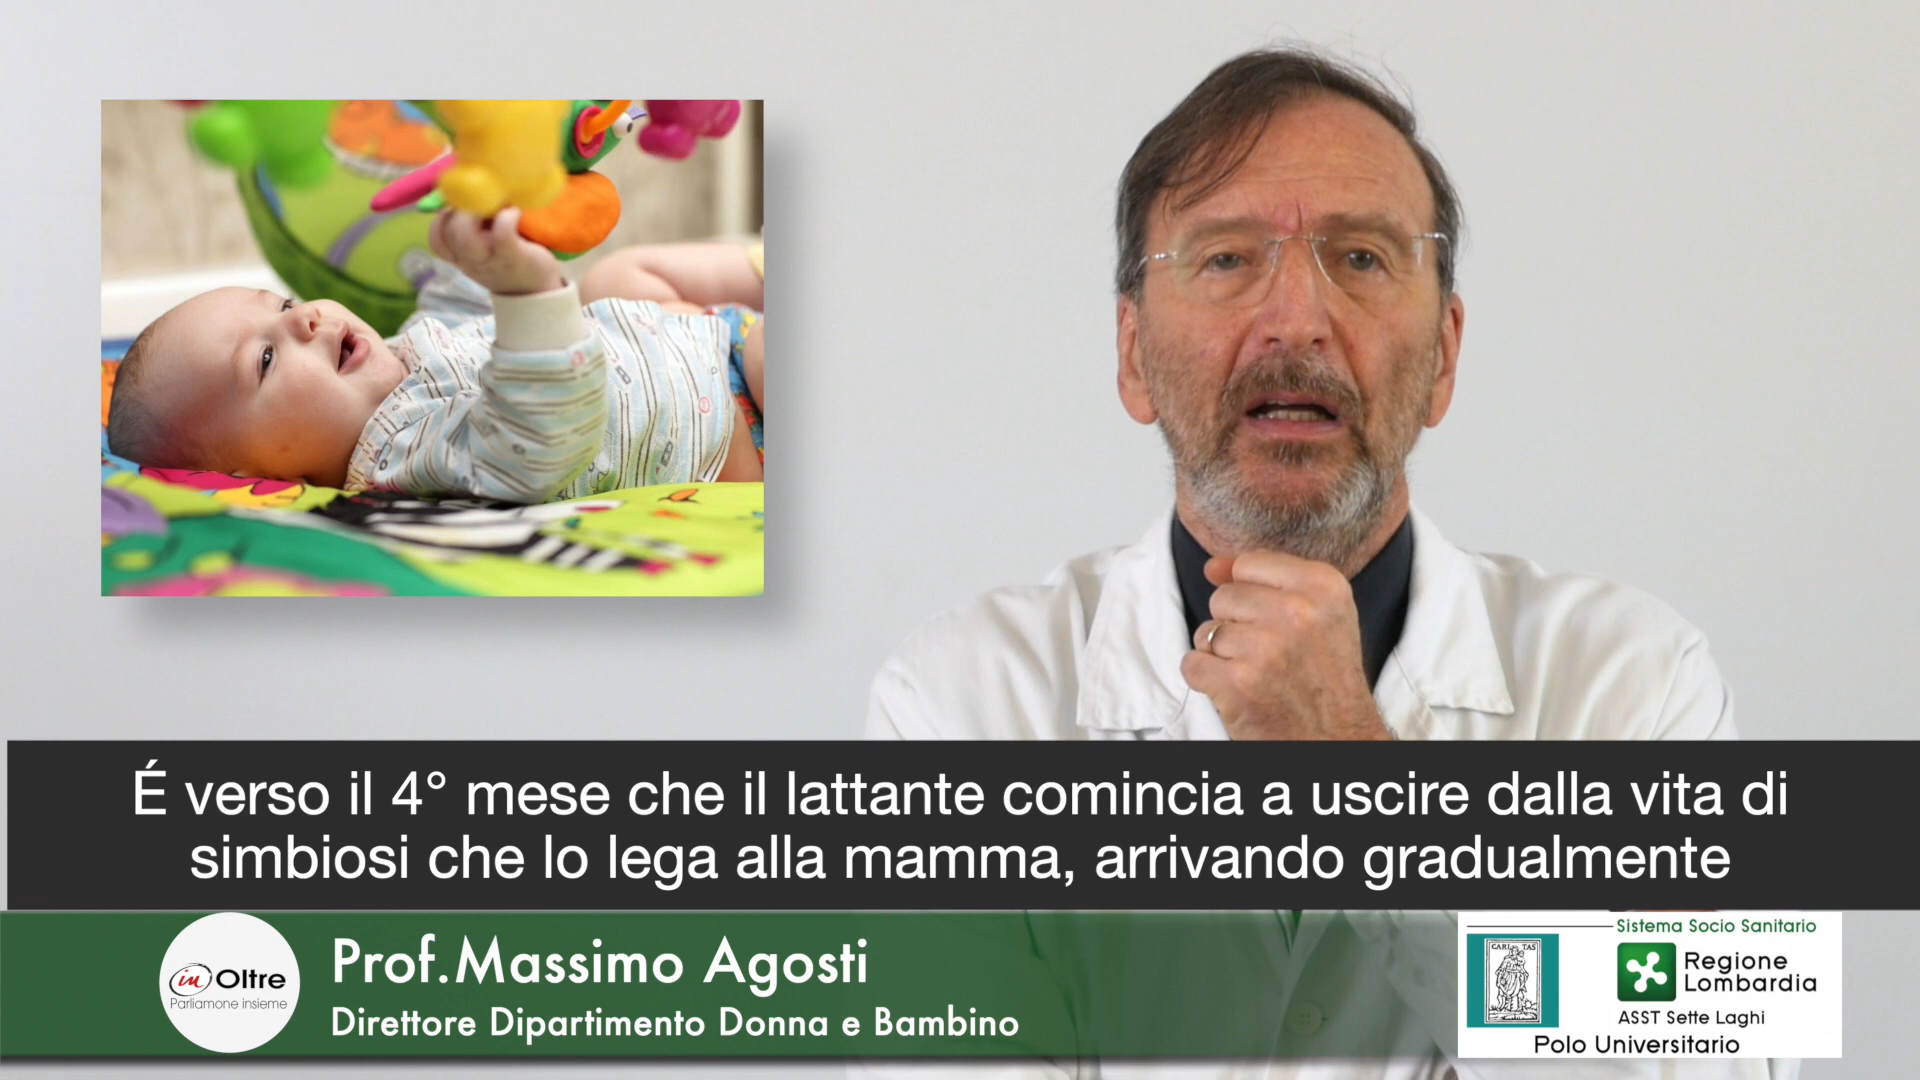 É verso il 4° mese che il lattante comincia a uscire dalla vita di
simbiosi che lo lega alla mamma, arrivando gradualmente
in Oltre
Parliamone insieme
Prof.Massimo Agosti
Direttore Dipartimento Donna e Bambino
Sistema Socio Sanitario
CARITAS
Regione
Lombardia
ASST Sette Laghi
Polo Universitario